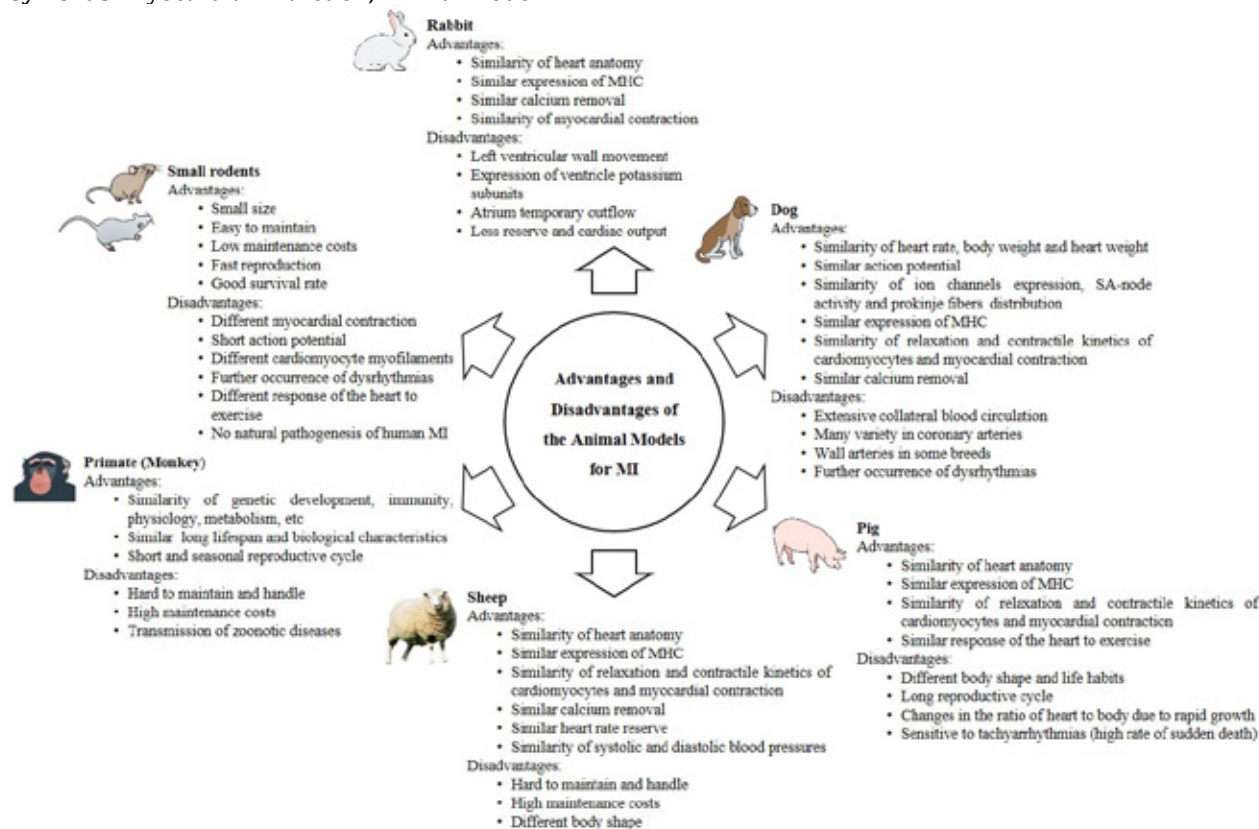 Rabbit
Advantages:
• Similarity of heart anatomy
• Similar expression of MHC
• Similar calcium removal
• Similarity of myocardial contraction
Disadvantages:
• Left ventricular wall movement
• Expression of ventricle potassium
subunits
• Atrium temporary outflow
• Less reserve and cardiac output
Small rodents
Advantages:
• Small size
• Easy to maintain
• Low maintenance costs
• Fast reproduction
• Good survival rate
Disadvantages:
• Different myocardial contraction
• Short action potential
• Different cardiomyocyte myofilaments
• Further occurrence of dysrhythmias
• Different response of the heart to
exercise
• No natural pathogenesis of human MI
Dog
Advantages:
• Similarity of heart rate, body weight and heart weight
• Similar action potential
• Similarity of ion channels expression, SA-node
activity and prokinje fibers distribution
• Similar expression of MHC
• Similarity of relaxation and contractile kinetics of
cardiomyocytes and myocardial contraction
• Similar calcium removal
Disadvantages:
• Extensive collateral blood circulation
• Many variety in coronary arteries
• Wall arteries in some breeds
• Further occurrence of dysrhythmias
Advantages and
Disadvantages of
the Animal Models
for MI
Primate (Monkey)
Advantages:
• Similarity of genetic development, immunity,
physiology, metabolism, etc
• Similar long lifespan and biological characteristics
• Short and seasonal reproductive cycle
Disadvantages:
• Hard to maintain and handle
• High maintenance costs
• Transmission of zoonotic diseases
Pig
Advantages:
• Similarity of heart anatomy
• Similar expression of MHC
• Similarity of relaxation and contractile kinetics of
cardiomyocytes and myocardial contraction
• Similar response of the heart to exercise
Disadvantages:
• Different body shape and life habits
• Long reproductive cycle
• Changes in the ratio of heart to body due to rapid growth
• Sensitive to tachyarrhythmias (high rate of sudden death)
Sheep
Advantages:
• Similarity of heart anatomy
• Similar expression of MHC
• Similarity of relaxation and contractile kinetics of
cardiomyocytes and myocardial contraction
• Similar calcium removal
• Similar heart rate reserve
• Similarity of systolic and diastolic blood pressures
Disadvantages:
• Hard to maintain and handle
• High maintenance costs
• Different body shape